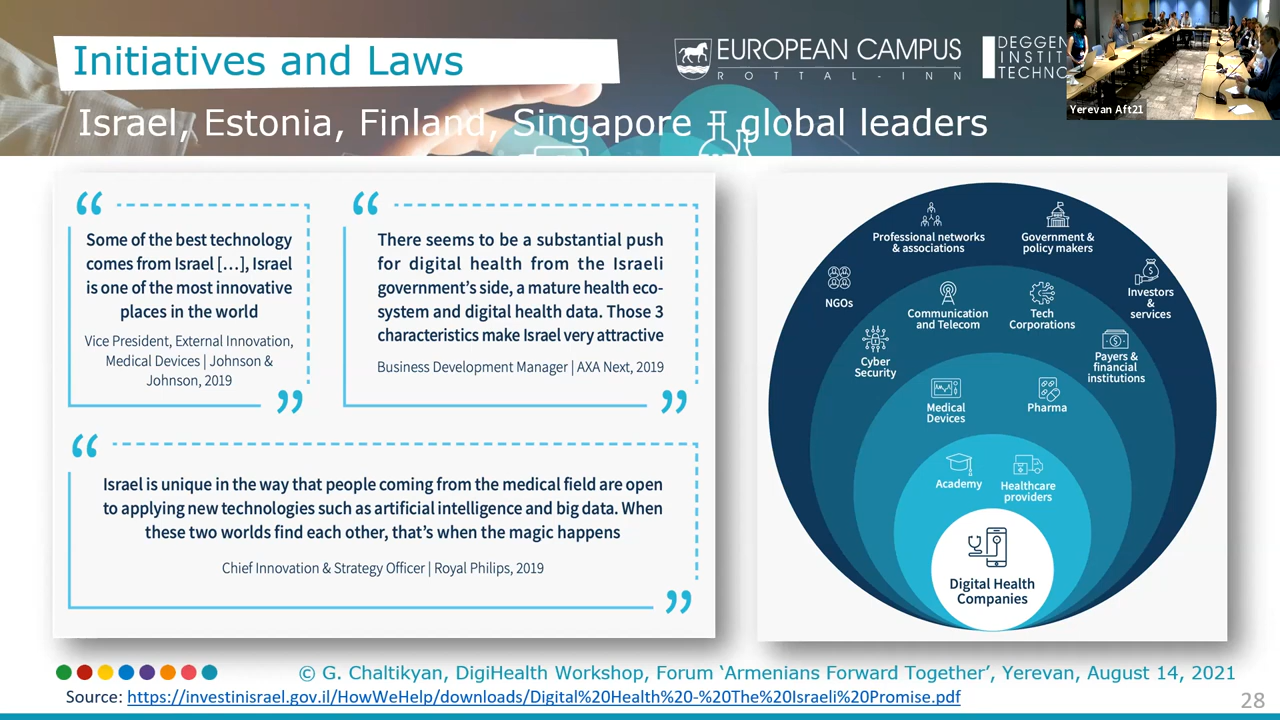 Initiatives and Laws
EUROPEAN CAMPUS
ROTTAL-INN
DEGGEN
INSTIT
TECHNO
Yerevan Aft21
Israel, Estonia, Finland, Singapore – global leaders
“
Some of the best technology
comes from Israel […], Israel
is one of the most innovative
places in the world
Vice President, External Innovation,
Medical Devices | Johnson &
Johnson, 2019
”
“
There seems to be a substantial push
for digital health from the Israeli
government’s side, a mature health eco-
system and digital health data. Those 3
characteristics make Israel very attractive
Business Development Manager | AXA Next, 2019
”
“
Israel is unique in the way that people coming from the medical field are open
to applying new technologies such as artificial intelligence and big data. When
these two worlds find each other, that’s when the magic happens
Chief Innovation & Strategy Officer | Royal Philips, 2019
”
Professional networks
& associations
Government &
policy makers
NGOs
Investors
&
services
Communication
and Telecom
Tech
Corporations
Cyber
Security
Payers &
financial
institutions
Medical
Devices
Pharma
Academy
Healthcare
providers
Digital Health
Companies
© G. Chaltikyan, DigiHealth Workshop, Forum ‘Armenians Forward Together’, Yerevan, August 14, 2021
Source: https://investinisrael.gov.il/HowWeHelp/downloads/Digital%20Health%20-%20The%20Israeli%20Promise.pdf
28